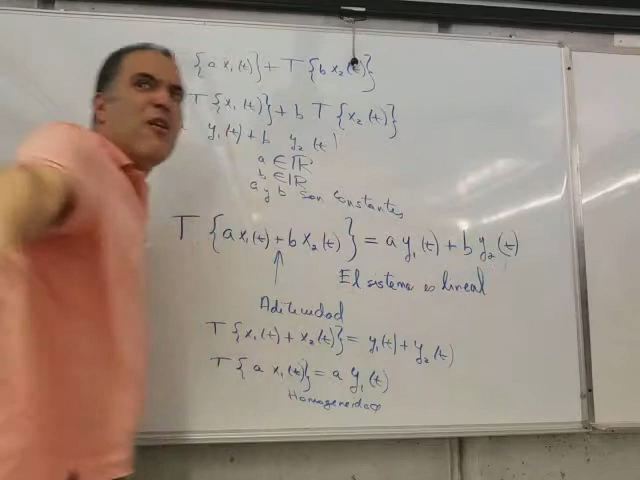 {a x₁(t)} + T{b x₂(t)}
T{x₁(t)} + b T{x₂(t)}
y₁(t) + b y₂(t)
a ∈ ℝ
b ∈ ℝ
a y b son constantes
T{a x₁(t) + b x₂(t)} = a y₁(t) + b y₂(t)
El sistema es lineal
Aditividad
T{x₁(t) + x₂(t)} = y₁(t) + y₂(t)
T{a x₁(t)} = a y₁(t)
Homogeneidad